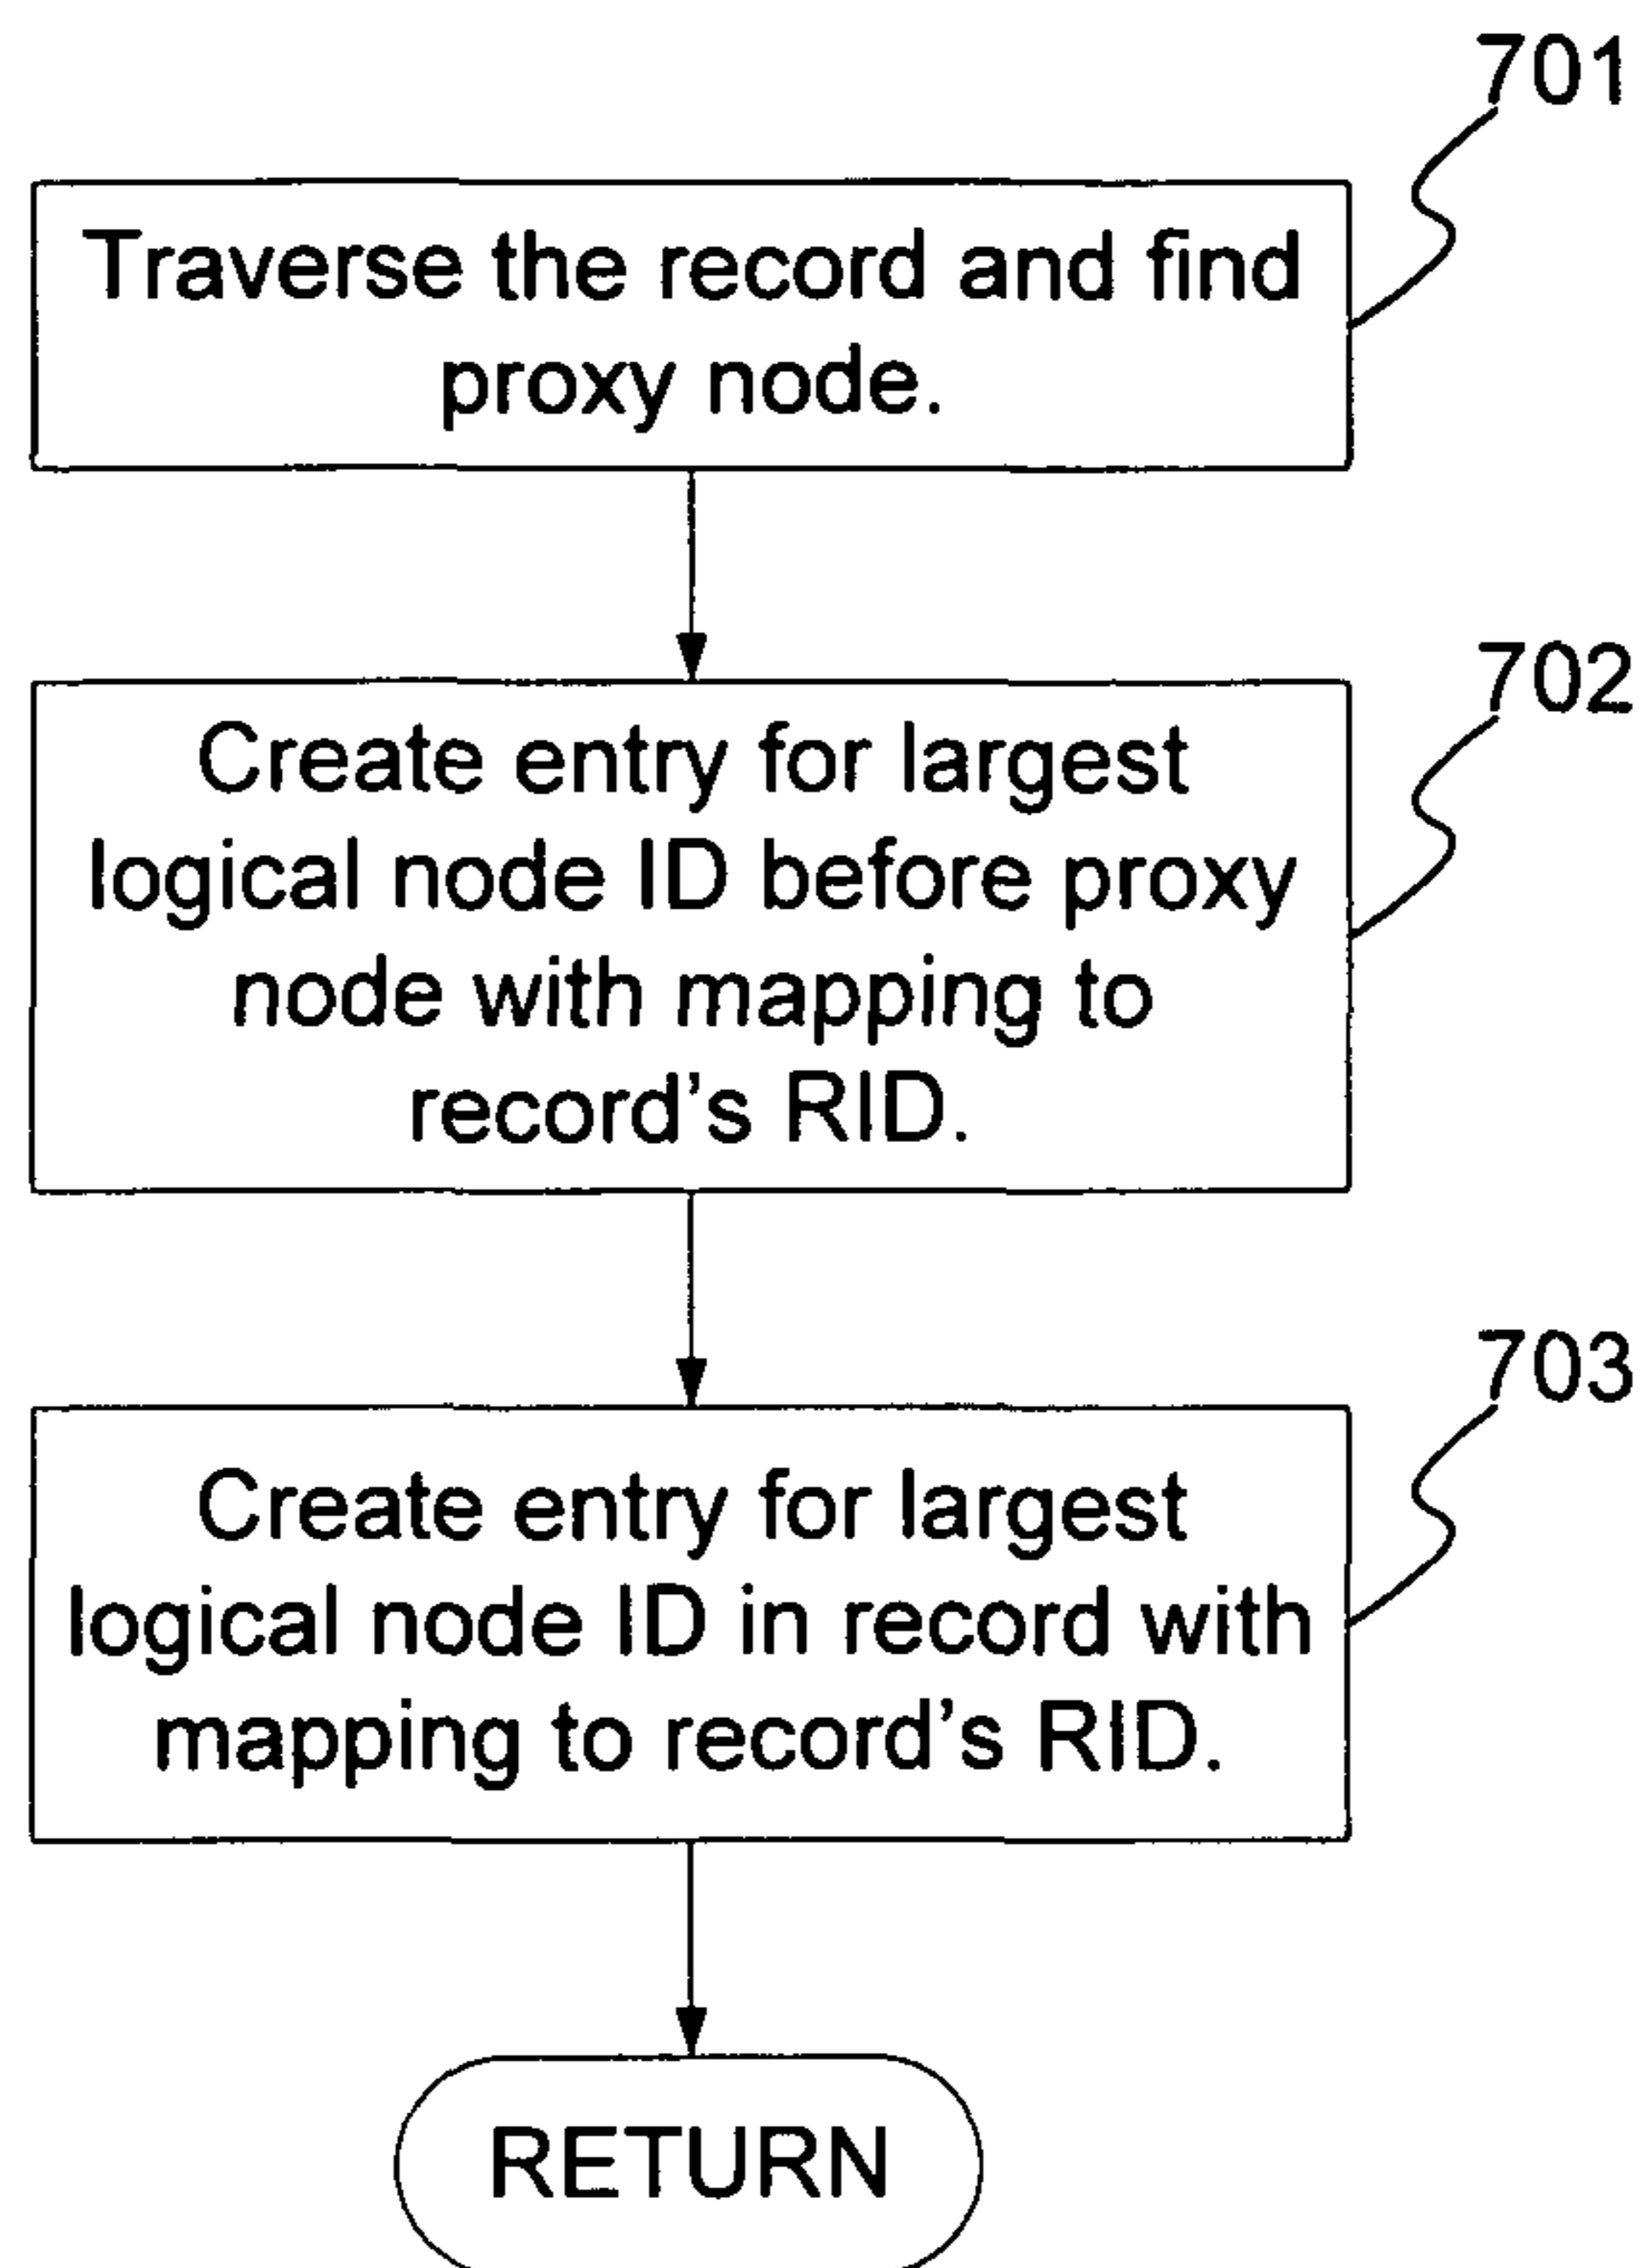 701
Traverse the record and find
proxy node.
702
Create entry for largest
logical node ID before proxy
node with mapping to
record's RID.
703
Create entry for largest
logical node ID in record with
mapping to record's RID.
RETURN